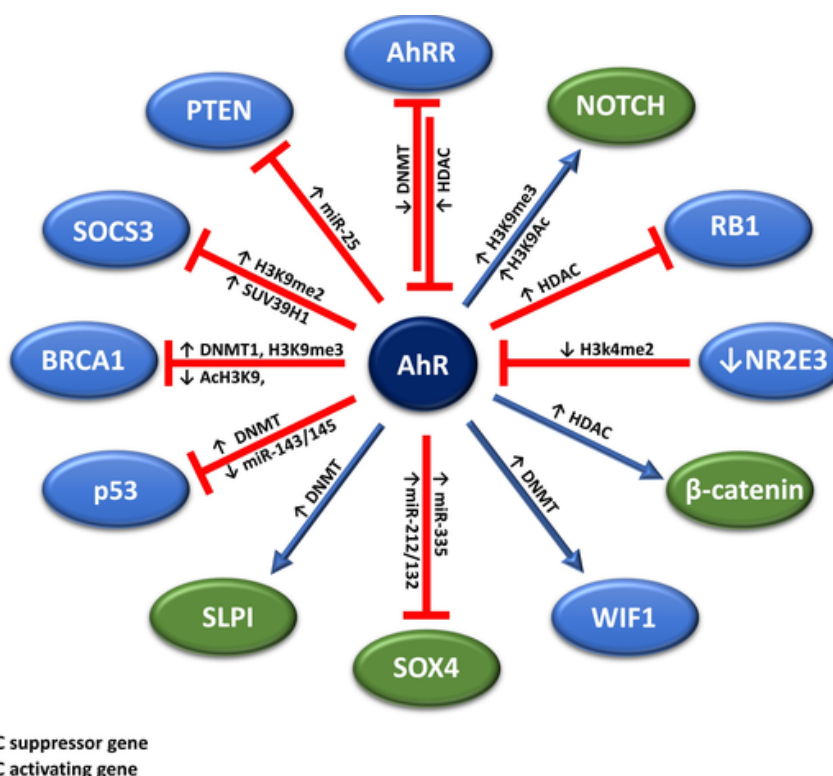 AhRR
NOTCH
PTEN
↓ DNMT
↑ HDAC
↑ H3K9me3
↑H3K9Ac
↑ miR-25
SOCS3
RB1
↑ H3K9me2
↑ SUV39H1
↑ HDAC
BRCA1
↑ DNMT1, H3K9me3
↓ AcH3K9,
AhR
↓ H3k4me2
↓NR2E3
↑ DNMT
↓ miR-143/145
↑ HDAC
p53
β-catenin
↑ DNMT
↑miR-212/132
↑ miR-335
↑ DNMT
SLPI
WIF1
SOX4
C suppressor gene
C activating gene